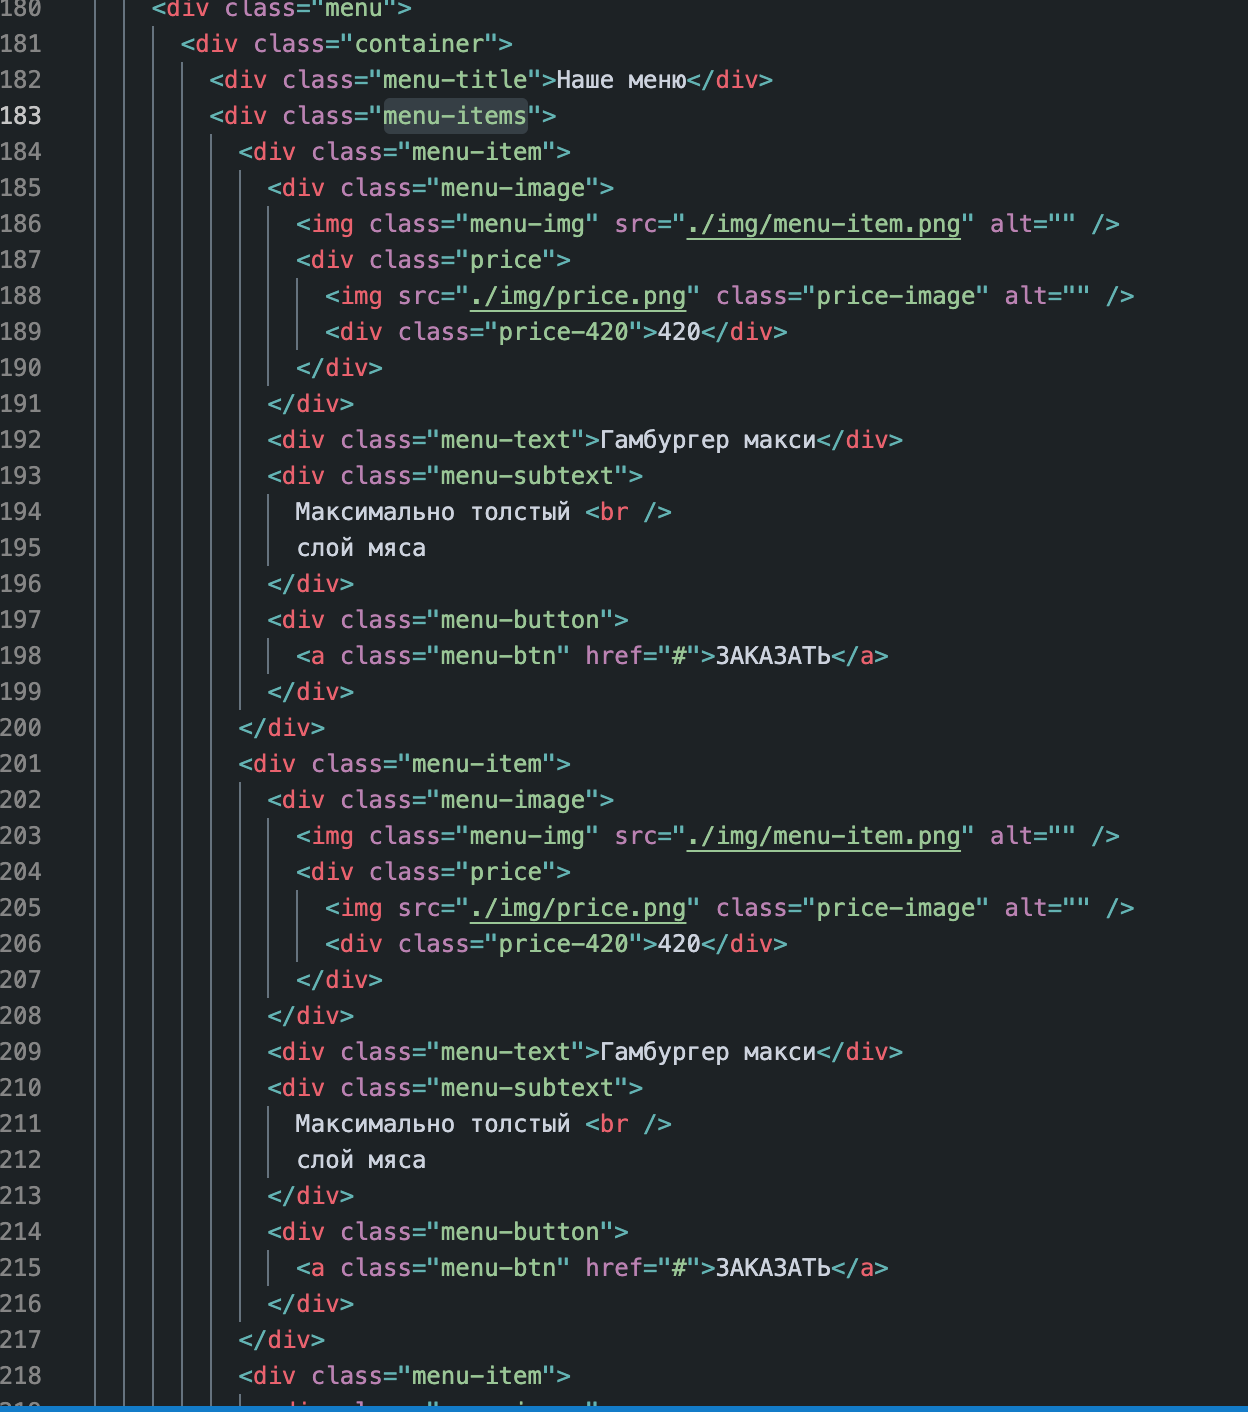 180 <div class="menu">
181 <div class="container">
182 <div class="menu-title">Наше меню</div>
183 <div class="menu-items">
184 <div class="menu-item">
185 <div class="menu-image">
186 <img class="menu-img" src="./img/menu-item.png" alt="" />
187 <div class="price">
188 <img src="./img/price.png" class="price-image" alt="" />
189 <div class="price-420">420</div>
190 </div>
191 </div>
192 <div class="menu-text">Гамбургер макси</div>
193 <div class="menu-subtext">
194 Максимально толстый <br />
195 слой мяса
196 </div>
197 <div class="menu-button">
198 <a class="menu-btn" href="#">ЗАКАЗАТЬ</a>
199 </div>
200 </div>
201 <div class="menu-item">
202 <div class="menu-image">
203 <img class="menu-img" src="./img/menu-item.png" alt="" />
204 <div class="price">
205 <img src="./img/price.png" class="price-image" alt="" />
206 <div class="price-420">420</div>
207 </div>
208 </div>
209 <div class="menu-text">Гамбургер макси</div>
210 <div class="menu-subtext">
211 Максимально толстый <br />
212 слой мяса
213 </div>
214 <div class="menu-button">
215 <a class="menu-btn" href="#">ЗАКАЗАТЬ</a>
216 </div>
217 </div>
218 <div class="menu-item">